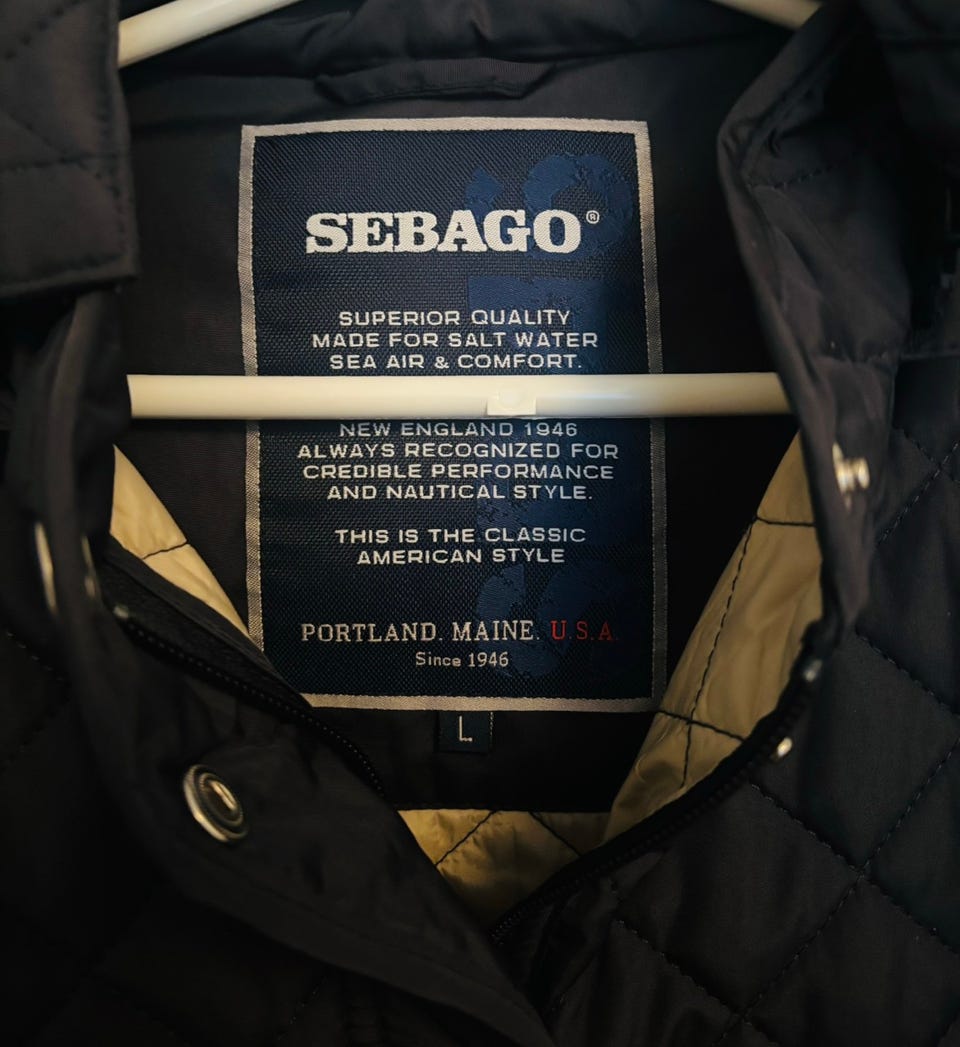 SEBAGO®
SUPERIOR QUALITY
MADE FOR SALT WATER
SEA AIR & COMFORT.
NEW ENGLAND 1946
ALWAYS RECOGNIZED FOR
CREDIBLE PERFORMANCE
AND NAUTICAL STYLE.
THIS IS THE CLASSIC
AMERICAN STYLE
PORTLAND. MAINE. U.S.A.
Since 1946
L.